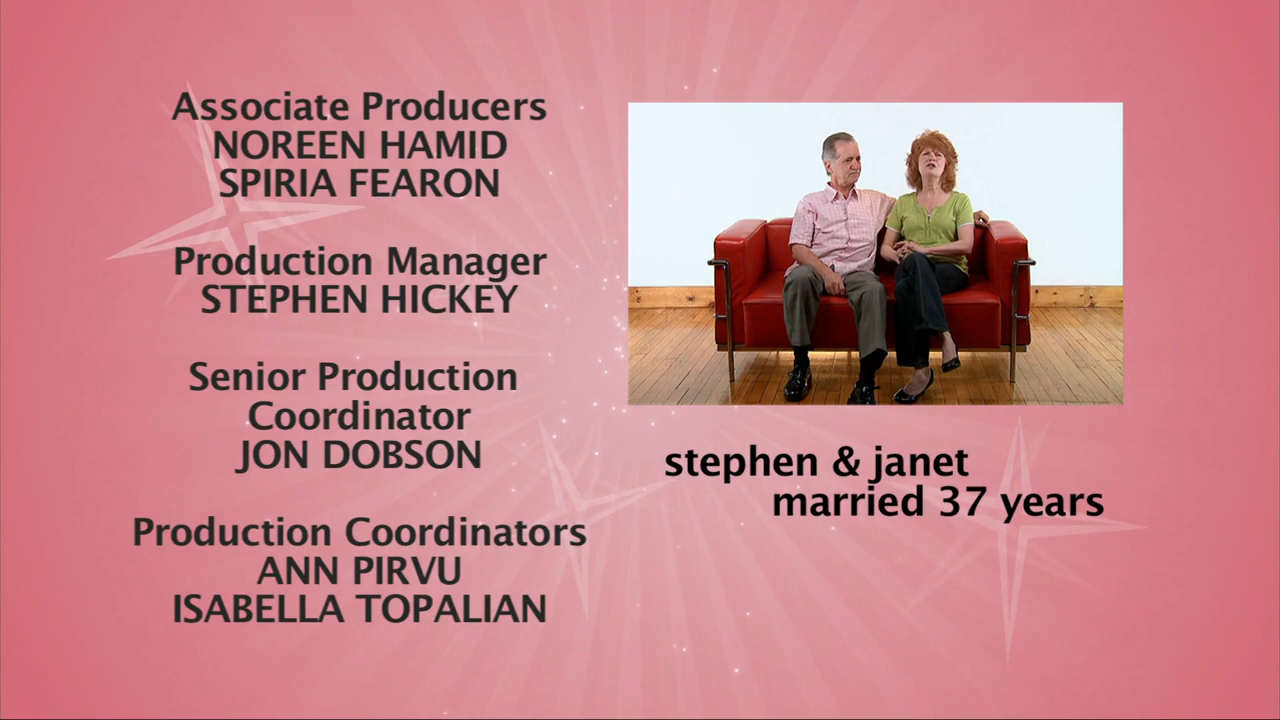 Associate Producers
NOREEN HAMID
SPIRIA FEARON
Production Manager
STEPHEN HICKEY
Senior Production
Coordinator
JON DOBSON
Production Coordinators
ANN PIRVU
ISABELLA TOPALIAN
stephen & janet
married 37 years